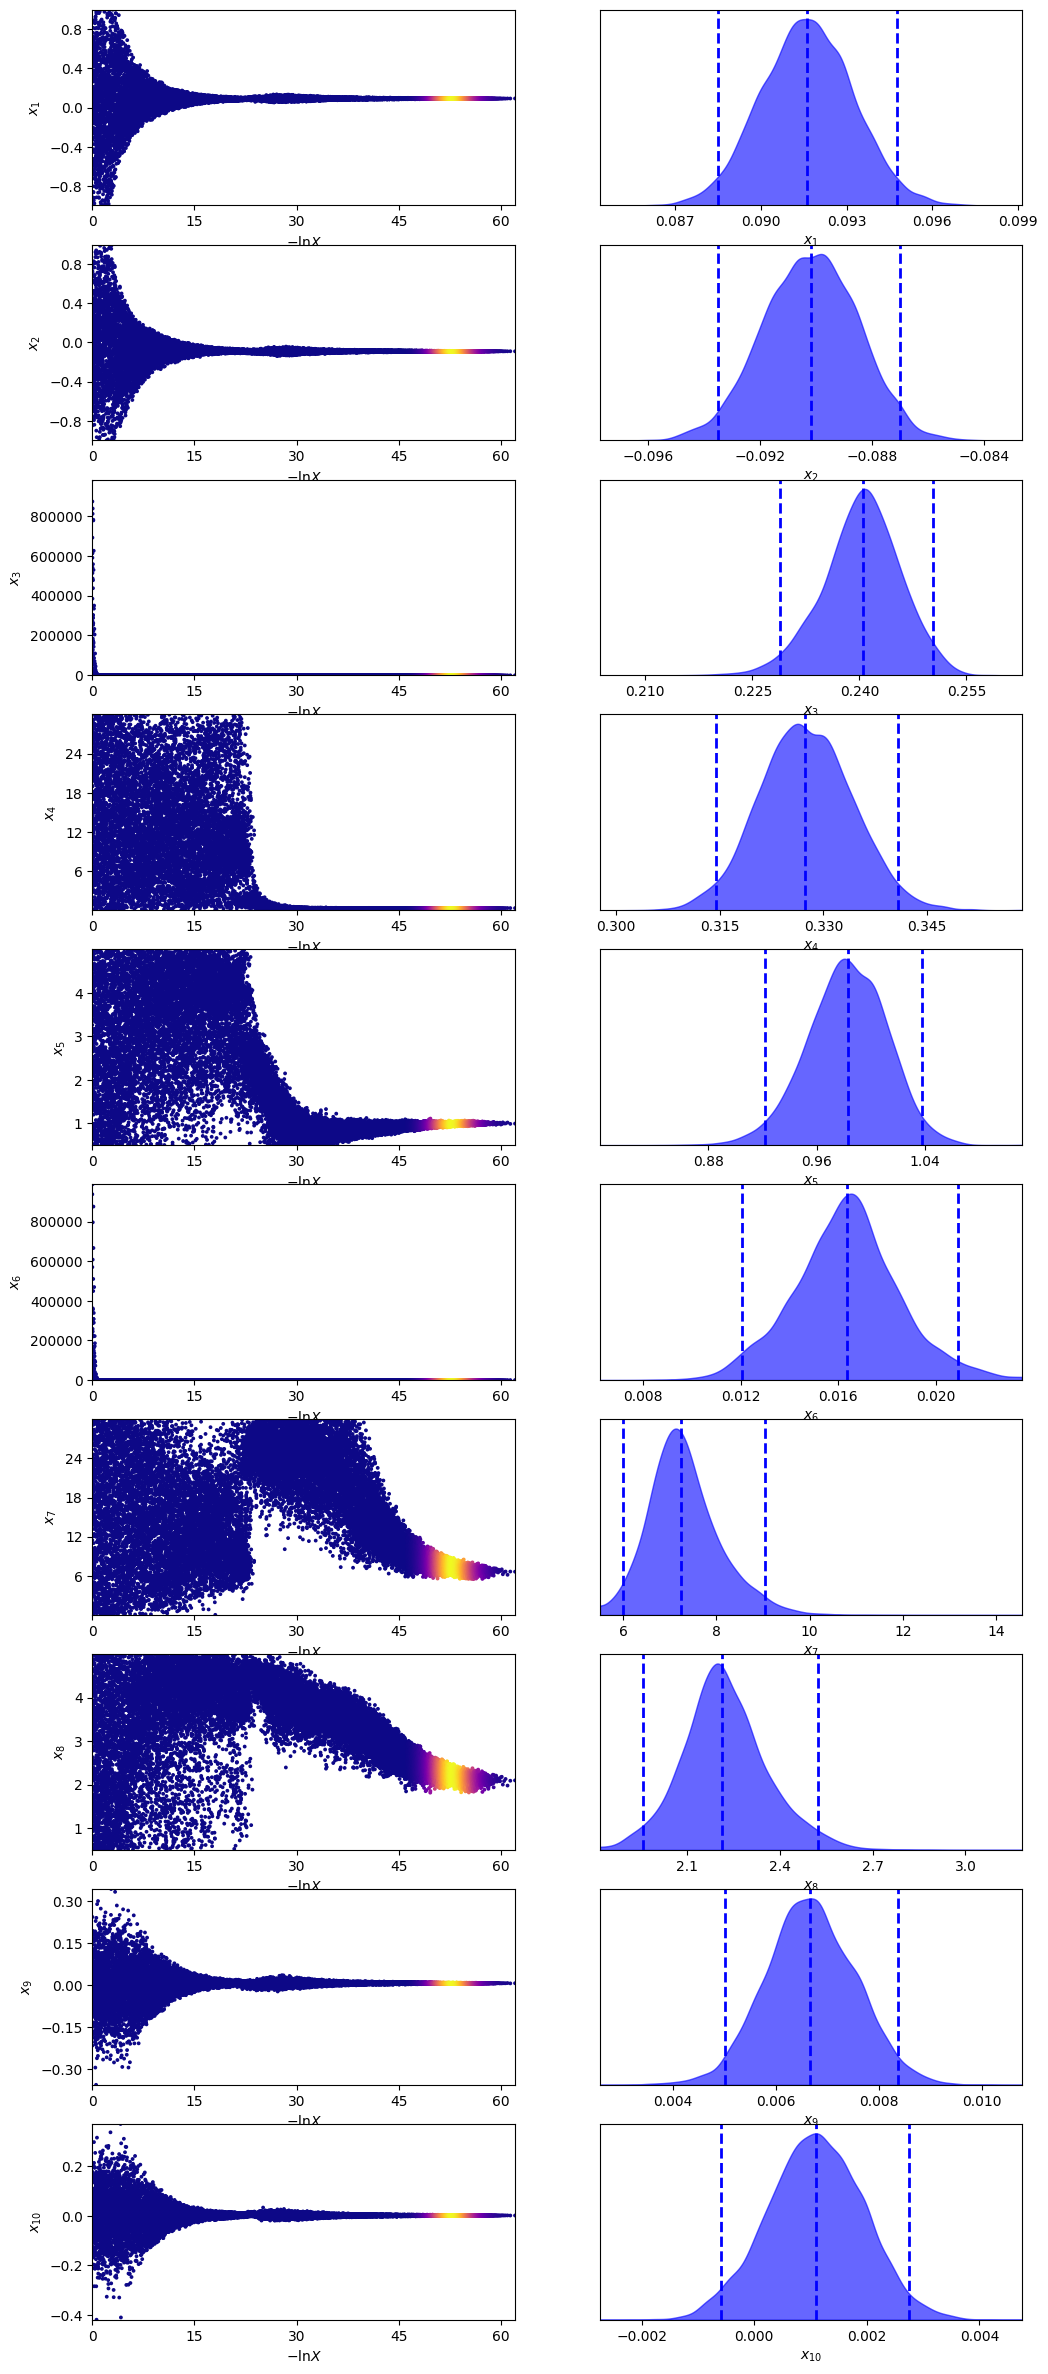 0.8
0.4
0.0
−0.4
−0.8
x₁
0 15 30 45 60
−lnX
0.087 0.090 0.093 0.096 0.099
x₁
0.8
0.4
0.0
−0.4
−0.8
x₂
0 15 30 45 60
−lnX
−0.096 −0.092 −0.088 −0.084
x₂
800000
600000
400000
200000
0
x₃
0 15 30 45 60
−lnX
0.210 0.225 0.240 0.255
x₃
24
18
12
6
x₄
0 15 30 45 60
−lnX
0.300 0.315 0.330 0.345
x₄
4
3
2
1
x₅
0 15 30 45 60
−lnX
0.88 0.96 1.04
x₅
800000
600000
400000
200000
0
x₆
0 15 30 45 60
−lnX
0.008 0.012 0.016 0.020
x₆
24
18
12
6
x₇
0 15 30 45 60
−lnX
6 8 10 12 14
x₇
4
3
2
1
x₈
0 15 30 45 60
−lnX
2.1 2.4 2.7 3.0
x₈
0.30
0.15
0.00
−0.15
−0.30
x₉
0 15 30 45 60
−lnX
0.004 0.006 0.008 0.010
x₉
0.2
0.0
−0.2
−0.4
x₁₀
0 15 30 45 60
−lnX
−0.002 0.000 0.002 0.004
x₁₀